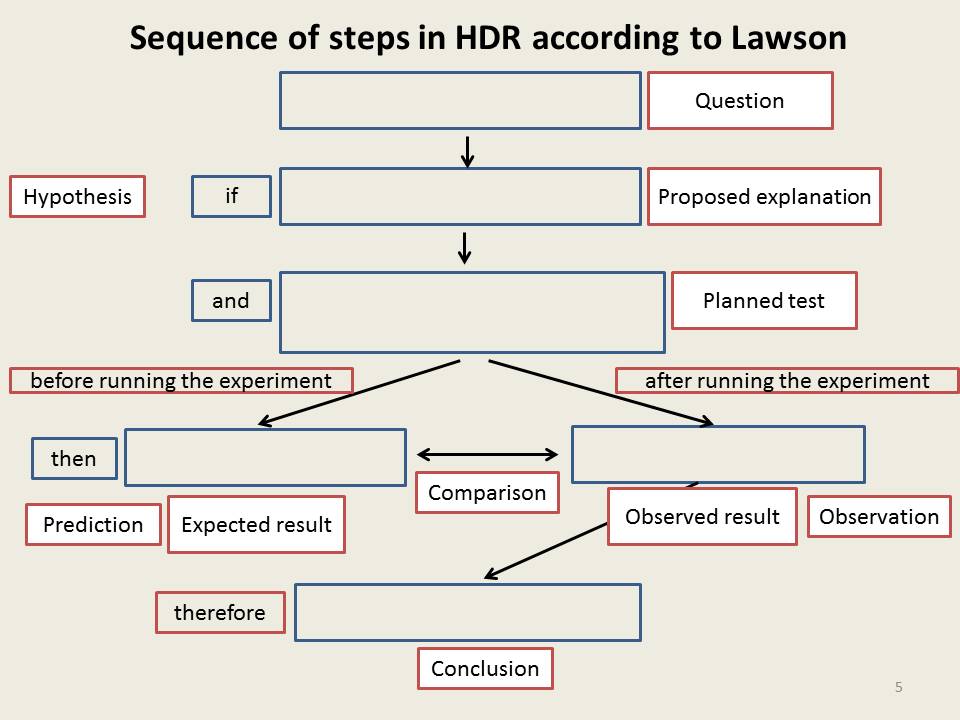 Sequence of steps in HDR according to Lawson
Question
Hypothesis
if
Proposed explanation
and
Planned test
before running the experiment
after running the experiment
then
Comparison
Prediction
Expected result
Observed result
Observation
therefore
Conclusion
5